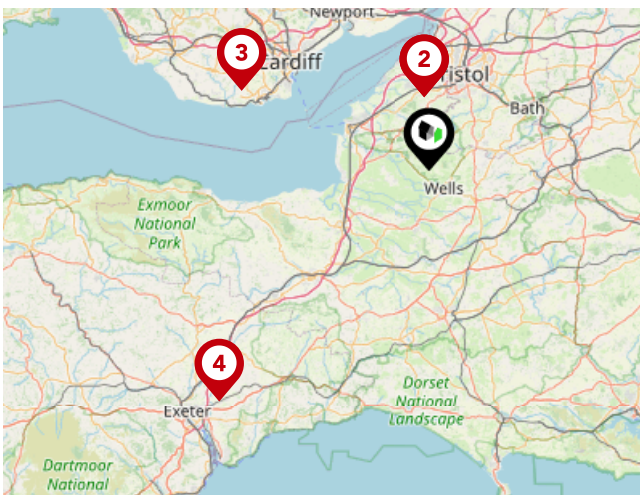 Newport
3
Cardiff
2
Bristol
Bath
Wells
Exmoor
National
Park
4
Exeter
Dorset
National
Landscape
Dartmoor
National